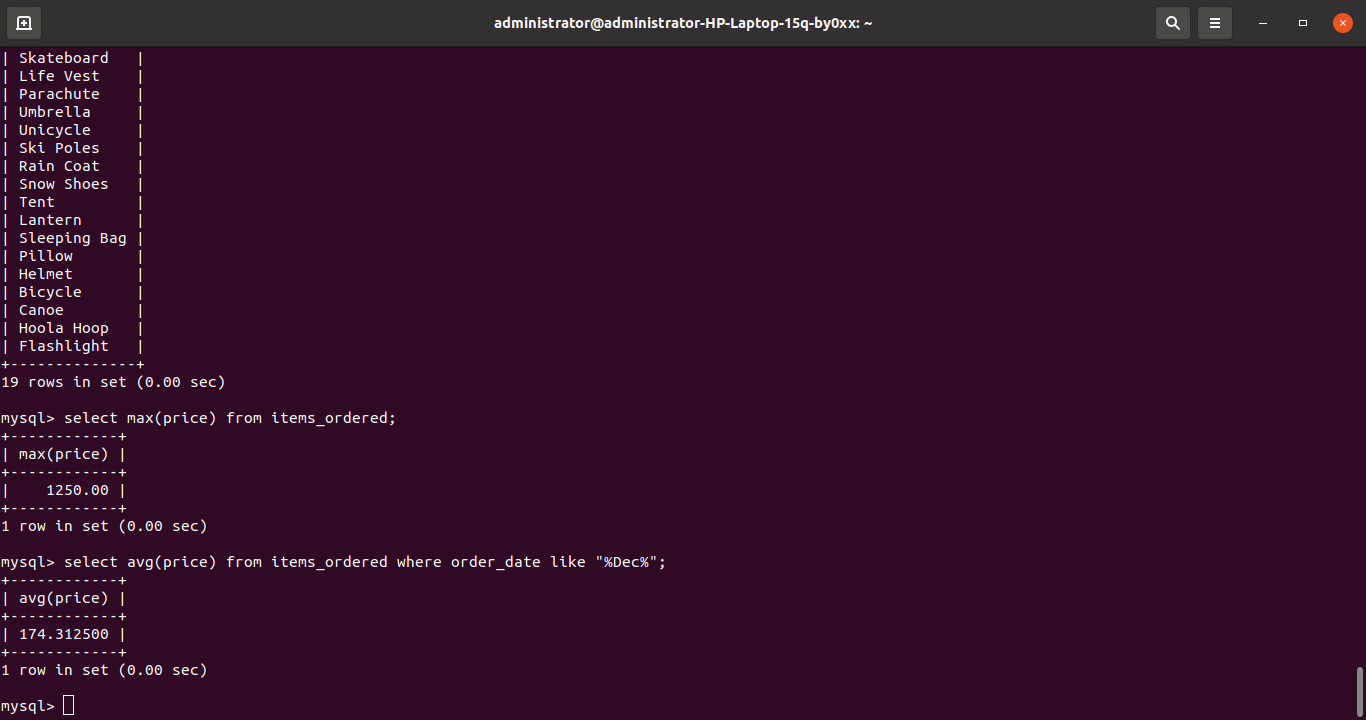 administrator@administrator-HP-Laptop-15q-by0xx: ~
| Skateboard   |
| Life Vest    |
| Parachute    |
| Umbrella     |
| Unicycle     |
| Ski Poles    |
| Rain Coat    |
| Snow Shoes   |
| Tent         |
| Lantern      |
| Sleeping Bag |
| Pillow       |
| Helmet       |
| Bicycle      |
| Canoe        |
| Hoola Hoop   |
| Flashlight   |
+--------------+
19 rows in set (0.00 sec)
mysql> select max(price) from items_ordered;
+------------+
| max(price) |
+------------+
|    1250.00 |
+------------+
1 row in set (0.00 sec)
mysql> select avg(price) from items_ordered where order_date like "%Dec%";
+------------+
| avg(price) |
+------------+
| 174.312500 |
+------------+
1 row in set (0.00 sec)
mysql>